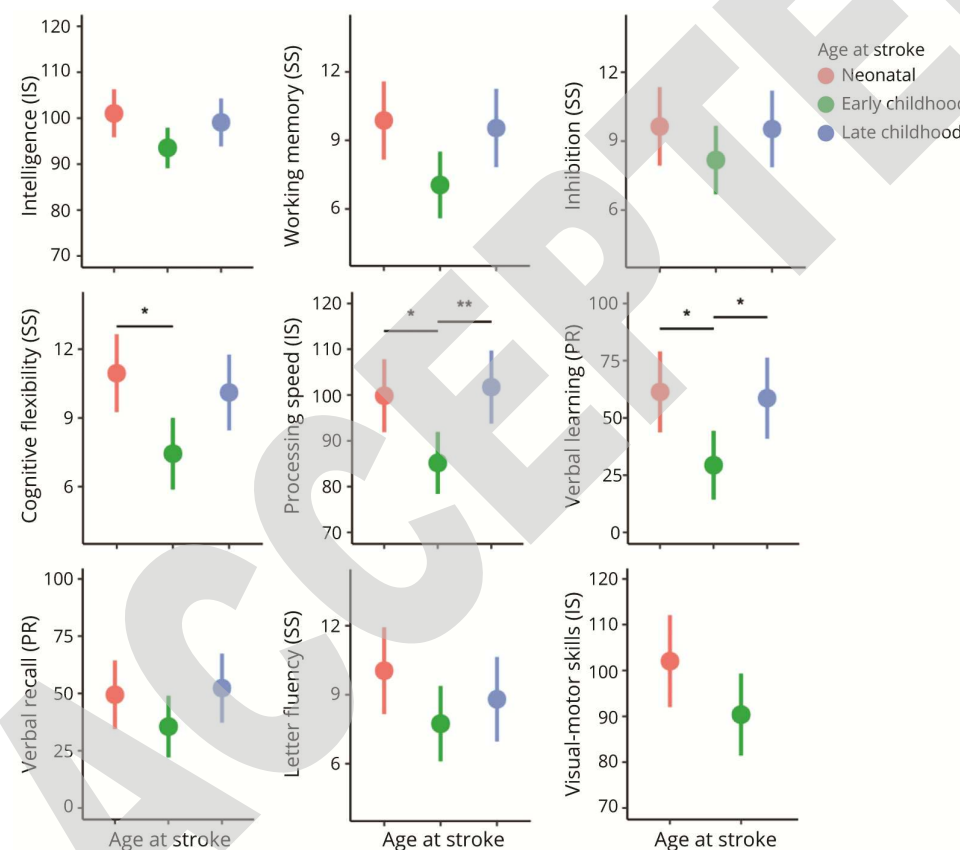 Intelligence (IS)
120
110
100
90
80
70
Working memory (SS)
12
9
6
Inhibition (SS)
12
9
6
Age at stroke
Neonatal
Early childhood
Late childhood
Cognitive flexibility (SS)
12
9
6
*
Processing speed (IS)
120
110
100
90
80
70
*
**
Verbal learning (PR)
100
75
50
25
0
*
*
Verbal recall (PR)
100
75
50
25
0
Age at stroke
Letter fluency (SS)
12
9
6
Age at stroke
Visual-motor skills (IS)
120
110
100
90
80
70
Age at stroke
ACCEPTE